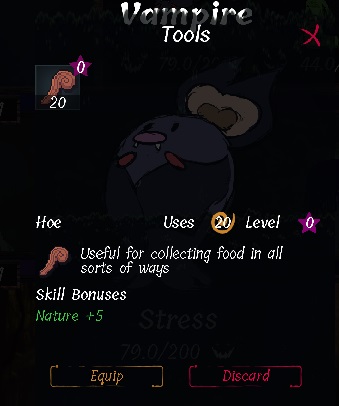 Vampire
Tools
0
20
Hoe Uses 20 Level 0
Useful for collecting food in all
sorts of ways
Skill Bonuses
Nature +5
Stress
79.0/200
Equip Discard